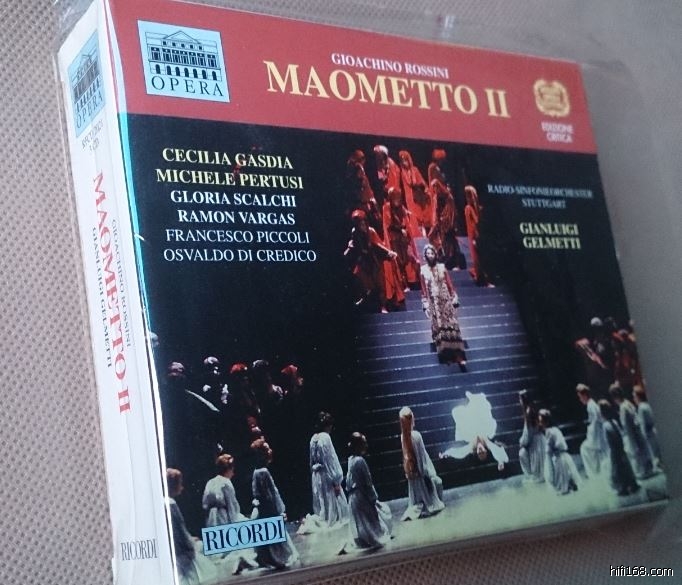 OPERA
GIOACHINO ROSSINI
MAOMETTO II
EDIZIONE
CRITICA
CECILIA GASDIA
MICHELE PERTUSI
GLORIA SCALCHI
RAMON VARGAS
FRANCESCO PICCOLI
OSVALDO DI CREDICO
RADIO-SINFONIEORCHESTER
STUTTGART
GIANLUIGI
GELMETTI
RICORDI
OPERA
GIOACHINO ROSSINI
MAOMETTO II
GIANLUIGI GELMETTI
RICORDI
hifi168.com